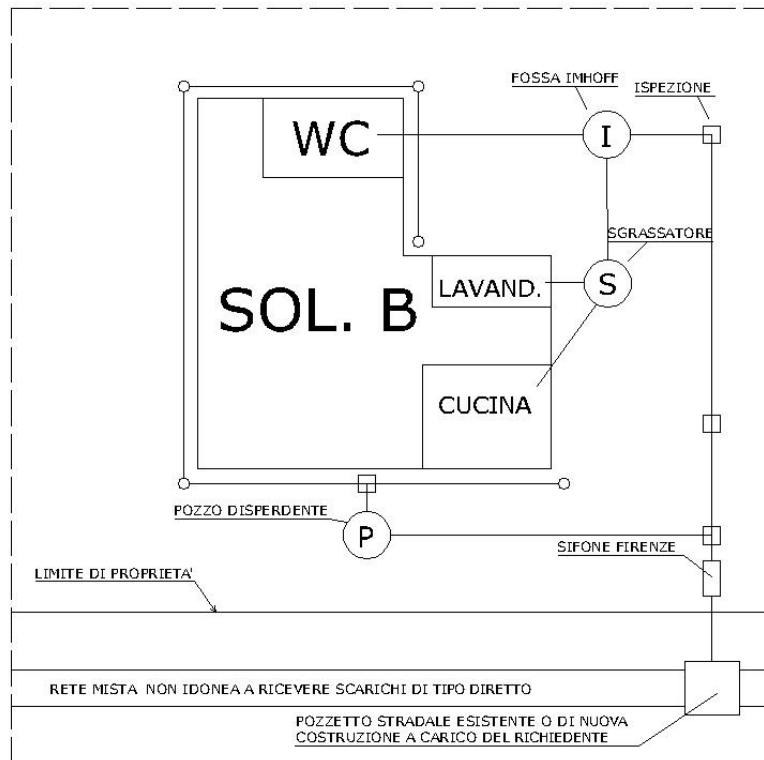 FOSSA IMHOFF
ISPEZIONE
WC
I
SGRASSATORE
LAVAND.
S
SOL. B
CUCINA
POZZO DISPERDENTE
P
SIFONE FIRENZE
LIMITE DI PROPRIETA'
RETE MISTA NON IDONEA A RICEVERE SCARICHI DI TIPO DIRETTO
POZZETTO STRADALE ESISTENTE O DI NUOVA
COSTRUZIONE A CARICO DEL RICHIEDENTE